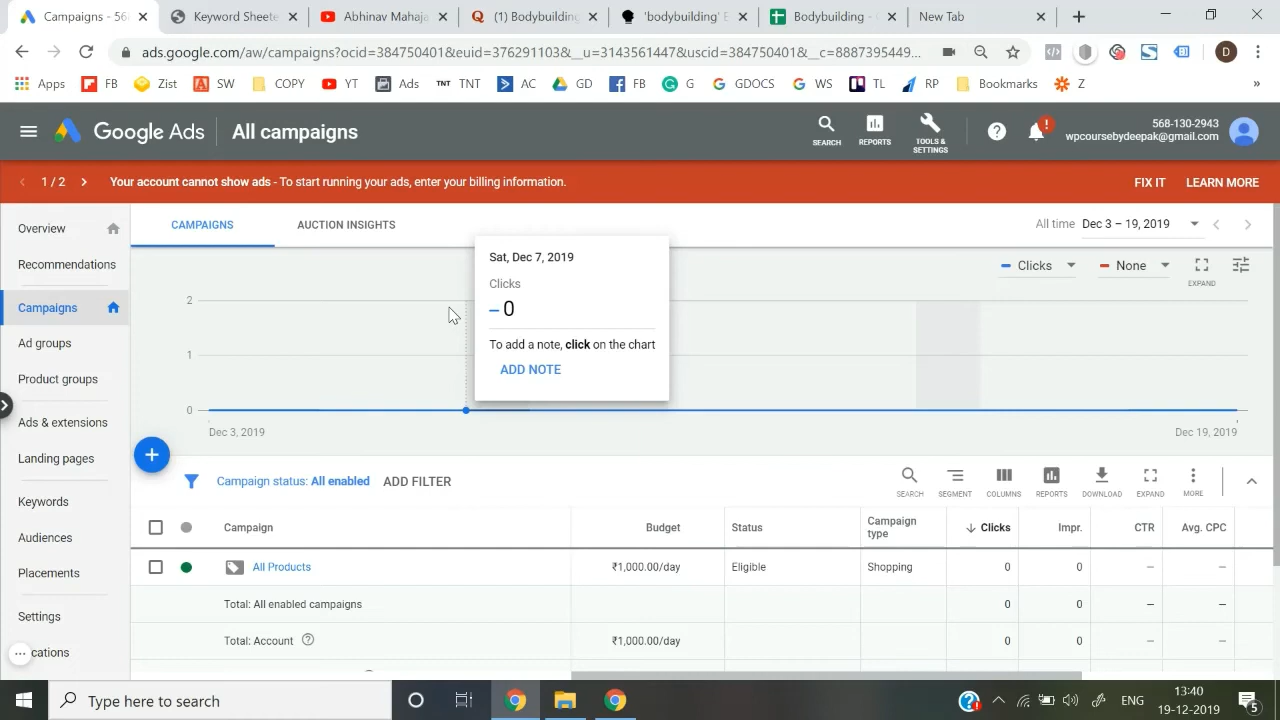 Campaigns - 56
Keyword Sheete
Abhinav Mahaja
(1) Bodybuilding
'bodybuilding' E
Bodybuilding - G
New Tab
ads.google.com/aw/campaigns?ocid=384750401&euid=376291103&__u=3143561447&uscid=384750401&__c=8887395449...
D
Apps
FB
Zist
SW
COPY
YT
Ads
TNT TNT
AC
GD
FB
G
GDOCS
WS
TL
RP
Bookmarks
Z
»
Google Ads
All campaigns
SEARCH
REPORTS
TOOLS & SETTINGS
568-130-2943
wpcoursebydeepak@gmail.com
1 / 2
Your account cannot show ads - To start running your ads, enter your billing information.
FIX IT
LEARN MORE
Overview
Recommendations
Campaigns
Ad groups
Product groups
Ads & extensions
Landing pages
Keywords
Audiences
Placements
Settings
cations
CAMPAIGNS
AUCTION INSIGHTS
All time
Dec 3 – 19, 2019
Clicks
None
EXPAND
2
1
0
Sat, Dec 7, 2019
Clicks
0
To add a note, click on the chart
ADD NOTE
Dec 3, 2019
Dec 19, 2019
Campaign status: All enabled
ADD FILTER
SEARCH
SEGMENT
COLUMNS
REPORTS
DOWNLOAD
EXPAND
MORE
Campaign
Budget
Status
Campaign type
Clicks
Impr.
CTR
Avg. CPC
All Products
₹1,000.00/day
Eligible
Shopping
0
0
–
–
Total: All enabled campaigns
0
0
–
–
Total: Account
₹1,000.00/day
0
0
–
–
Type here to search
ENG
13:40
19-12-2019
5